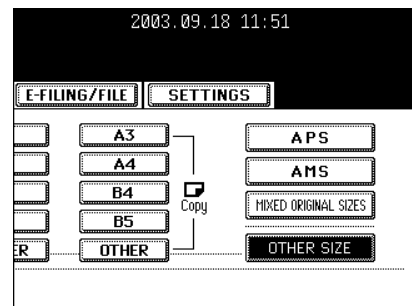 2003.09.18 11:51
E-FILING/FILE SETTINGS
A3 APS
A4 AMS
B4 Copy MIXED ORIGINAL SIZES
B5
OTHER OTHER SIZE